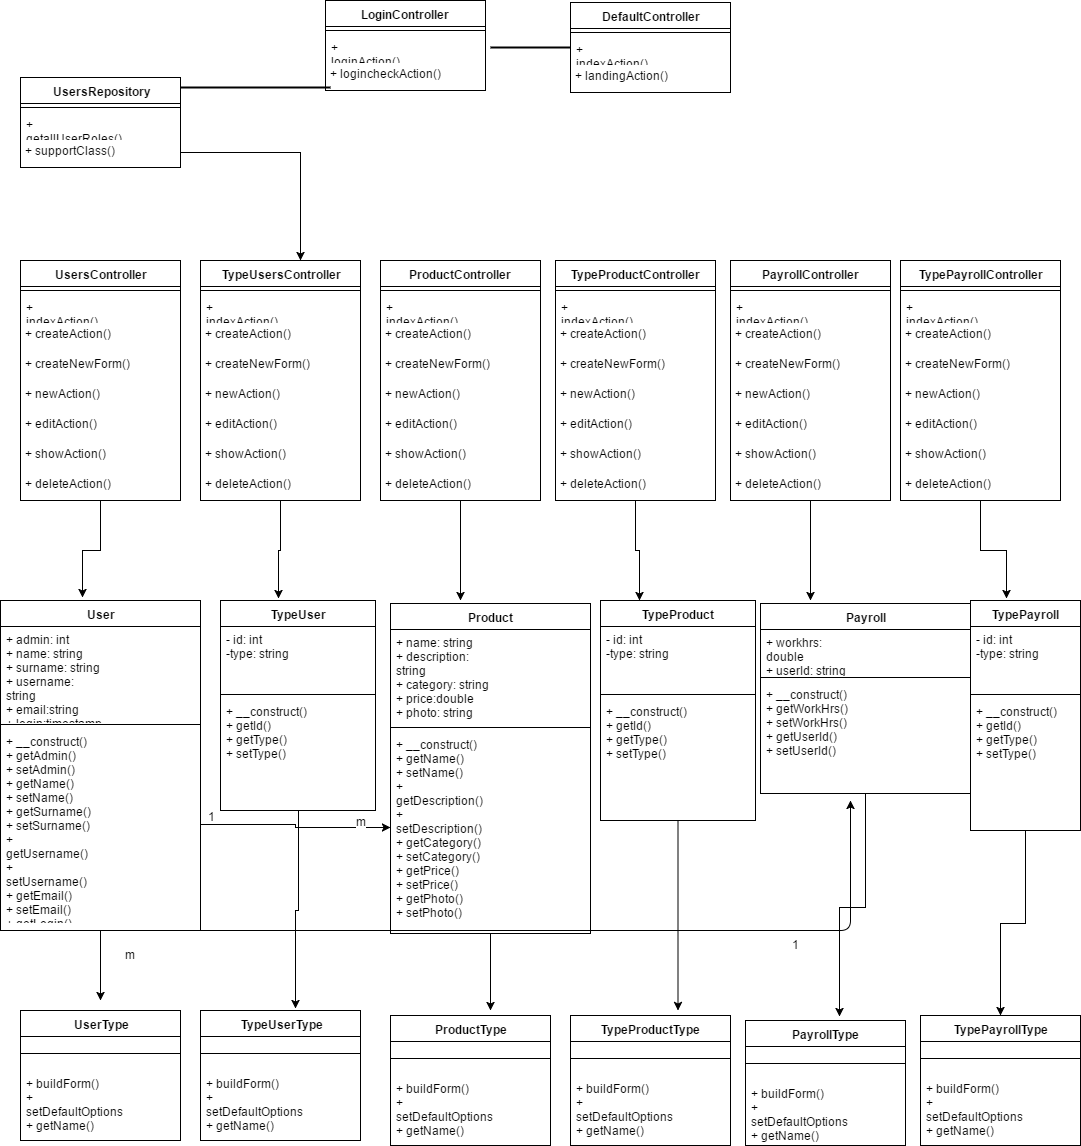 LoginController
+
loginAction()
+ logincheckAction()
DefaultController
+
indexAction()
+ landingAction()
UsersRepository
+
getallUserRoles()
+ supportClass()
UsersController
+
indexAction()
+ createAction()
+ createNewForm()
+ newAction()
+ editAction()
+ showAction()
+ deleteAction()
TypeUsersController
+
indexAction()
+ createAction()
+ createNewForm()
+ newAction()
+ editAction()
+ showAction()
+ deleteAction()
ProductController
+
indexAction()
+ createAction()
+ createNewForm()
+ newAction()
+ editAction()
+ showAction()
+ deleteAction()
TypeProductController
+
indexAction()
+ createAction()
+ createNewForm()
+ newAction()
+ editAction()
+ showAction()
+ deleteAction()
PayrollController
+
indexAction()
+ createAction()
+ createNewForm()
+ newAction()
+ editAction()
+ showAction()
+ deleteAction()
TypePayrollController
+
indexAction()
+ createAction()
+ createNewForm()
+ newAction()
+ editAction()
+ showAction()
+ deleteAction()
User
+ admin: int
+ name: string
+ surname: string
+ username:
string
+ email:string
+ login:timestamp
+ __construct()
+ getAdmin()
+ setAdmin()
+ getName()
+ setName()
+ getSurname()
+ setSurname()
+
getUsername()
+
setUsername()
+ getEmail()
+ setEmail()
+ getLogin()
TypeUser
- id: int
-type: string
+ __construct()
+ getId()
+ getType()
+ setType()
Product
+ name: string
+ description:
string
+ category: string
+ price:double
+ photo: string
+ __construct()
+ getName()
+ setName()
+
getDescription()
+
setDescription()
+ getCategory()
+ setCategory()
+ getPrice()
+ setPrice()
+ getPhoto()
+ setPhoto()
TypeProduct
- id: int
-type: string
+ __construct()
+ getId()
+ getType()
+ setType()
Payroll
+ workhrs:
double
+ userId: string
+ __construct()
+ getWorkHrs()
+ setWorkHrs()
+ getUserId()
+ setUserId()
TypePayroll
- id: int
-type: string
+ __construct()
+ getId()
+ getType()
+ setType()
1
m
m
1
UserType
+ buildForm()
+
setDefaultOptions
+ getName()
TypeUserType
+ buildForm()
+
setDefaultOptions
+ getName()
ProductType
+ buildForm()
+
setDefaultOptions
+ getName()
TypeProductType
+ buildForm()
+
setDefaultOptions
+ getName()
PayrollType
+ buildForm()
+
setDefaultOptions
+ getName()
TypePayrollType
+ buildForm()
+
setDefaultOptions
+ getName()